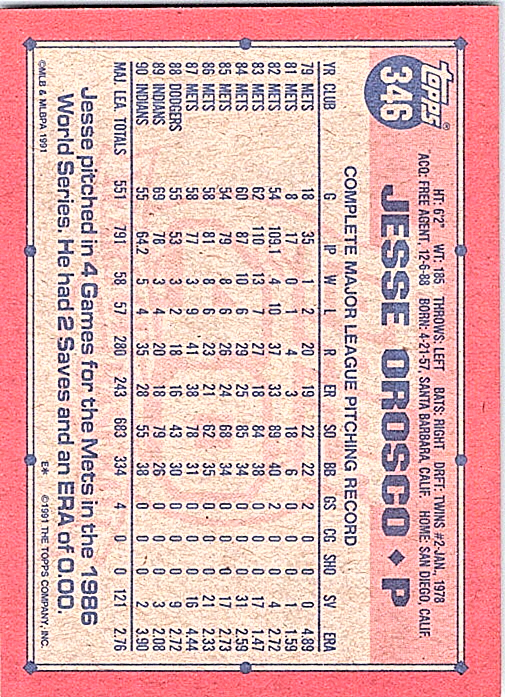 topps®
346
HT: 6'2" WT: 185 THROWS: LEFT BATS: RIGHT DRFT: TWINS #2-JAN. 1978
ACQ: FREE AGENT, 12-6-88 BORN: 4-21-57, SANTA BARBARA, CALIF. HOME: SAN DIEGO, CALIF.
JESSE OROSCO ♦ P
COMPLETE MAJOR LEAGUE PITCHING RECORD
YR CLUB G IP W L R ER SO BB GS CG SHO SV ERA
79 METS 18 35 1 2 20 19 22 22 2 0 0 0 4.89
81 METS 8 17 0 1 4 3 18 6 0 0 0 1 1.59
82 METS 54 109.1 4 10 37 33 89 40 2 0 0 4 2.72
83 METS 62 110 13 7 27 18 84 38 0 0 0 17 1.47
84 METS 60 87 10 6 29 25 85 34 0 0 0 31 2.59
85 METS 54 79 8 6 26 24 68 34 0 0 0 17 2.73
86 METS 58 81 8 6 23 21 62 35 0 0 0 21 2.33
87 METS 58 77 3 9 41 38 78 31 0 0 0 16 4.44
88 DODGERS 55 53 3 2 18 16 43 30 0 0 0 9 2.72
89 INDIANS 69 78 3 4 20 18 79 26 0 0 0 3 2.08
90 INDIANS 55 64.2 5 4 35 28 55 38 0 0 0 2 3.90
MAJ. LEA. TOTALS 551 791 58 57 280 243 683 334 4 0 0 121 2.76
Jesse pitched in 4 Games for the Mets in the 1986
World Series. He had 2 Saves and an ERA of 0.00.
©MLB & MLBPA 1991 E* ©1991 THE TOPPS COMPANY, INC.